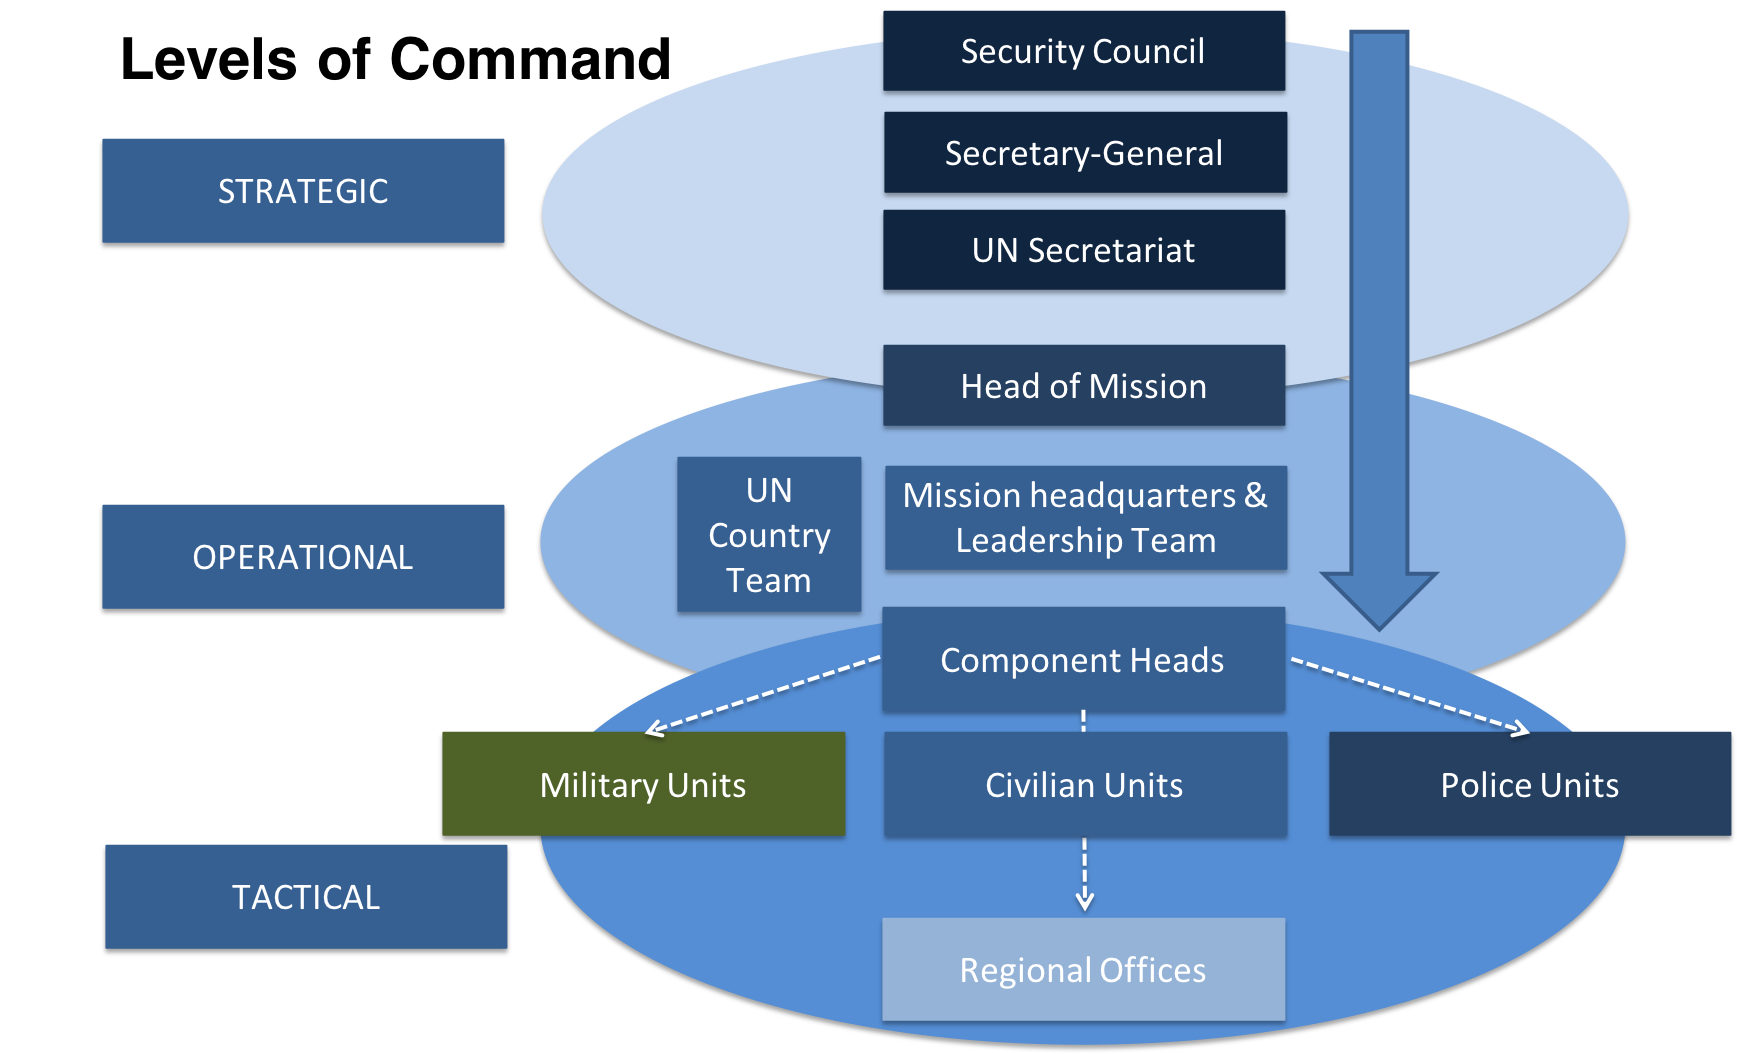 Levels of Command
Security Council
Secretary-General
STRATEGIC
UN Secretariat
Head of Mission
UN
Country
Team
Mission headquarters &
Leadership Team
OPERATIONAL
Component Heads
Military Units
Civilian Units
Police Units
TACTICAL
Regional Offices